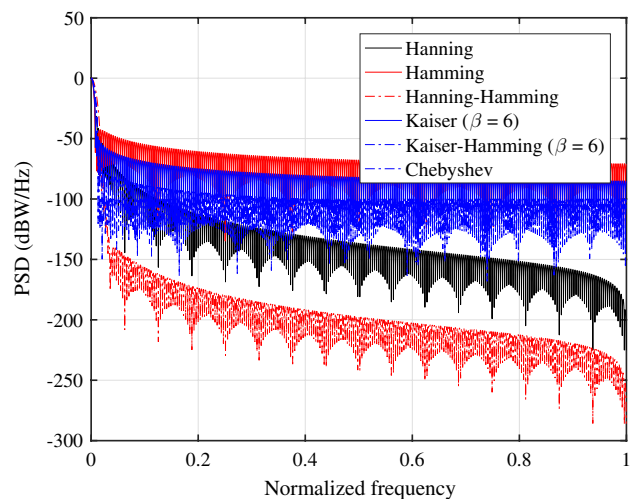 50
0
-50
-100
-150
-200
-250
-300
PSD (dBW/Hz)
Hanning
Hamming
Hanning-Hamming
Kaiser (β = 6)
Kaiser-Hamming (β = 6)
Chebyshev
0
0.2
0.4
0.6
0.8
1
Normalized frequency